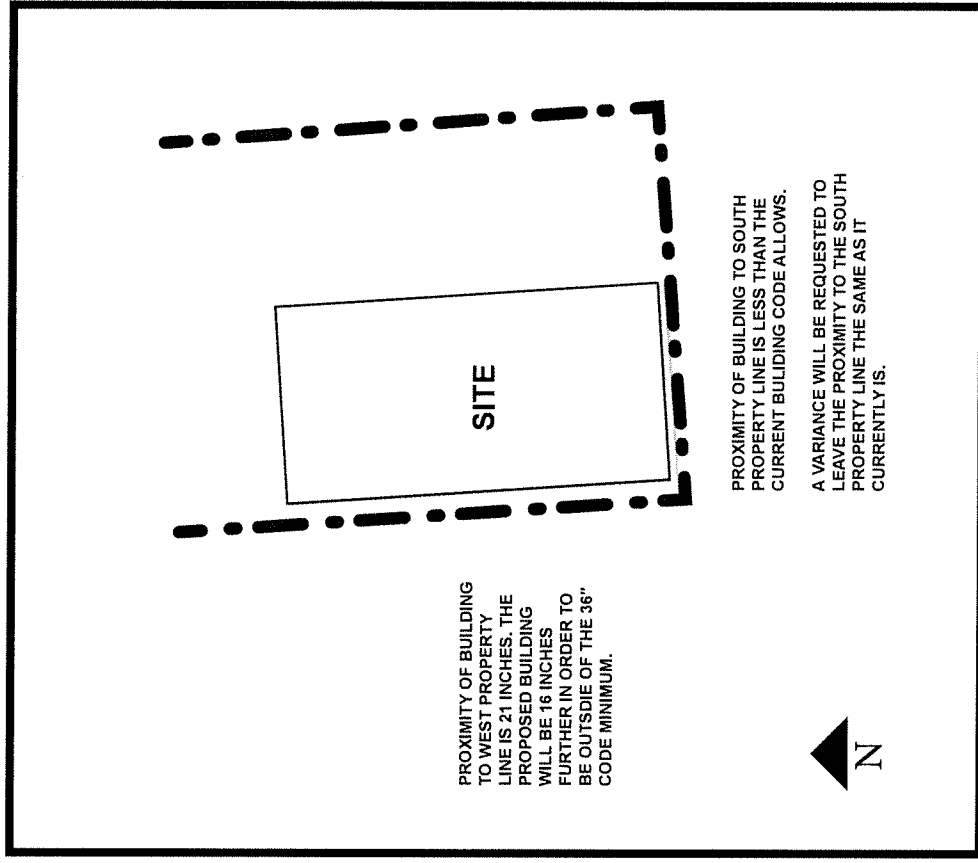 SITE
PROXIMITY OF BUILDING
TO WEST PROPERTY
LINE IS 21 INCHES. THE
PROPOSED BUILDING
WILL BE 16 INCHES
FURTHER IN ORDER TO
BE OUTSDIE OF THE 36"
CODE MINIMUM.
PROXIMITY OF BUILDING TO SOUTH
PROPERTY LINE IS LESS THAN THE
CURRENT BULIDING CODE ALLOWS.
A VARIANCE WILL BE REQUESTED TO
LEAVE THE PROXIMITY TO THE SOUTH
PROPERTY LINE THE SAME AS IT
CURRENTLY IS.
N